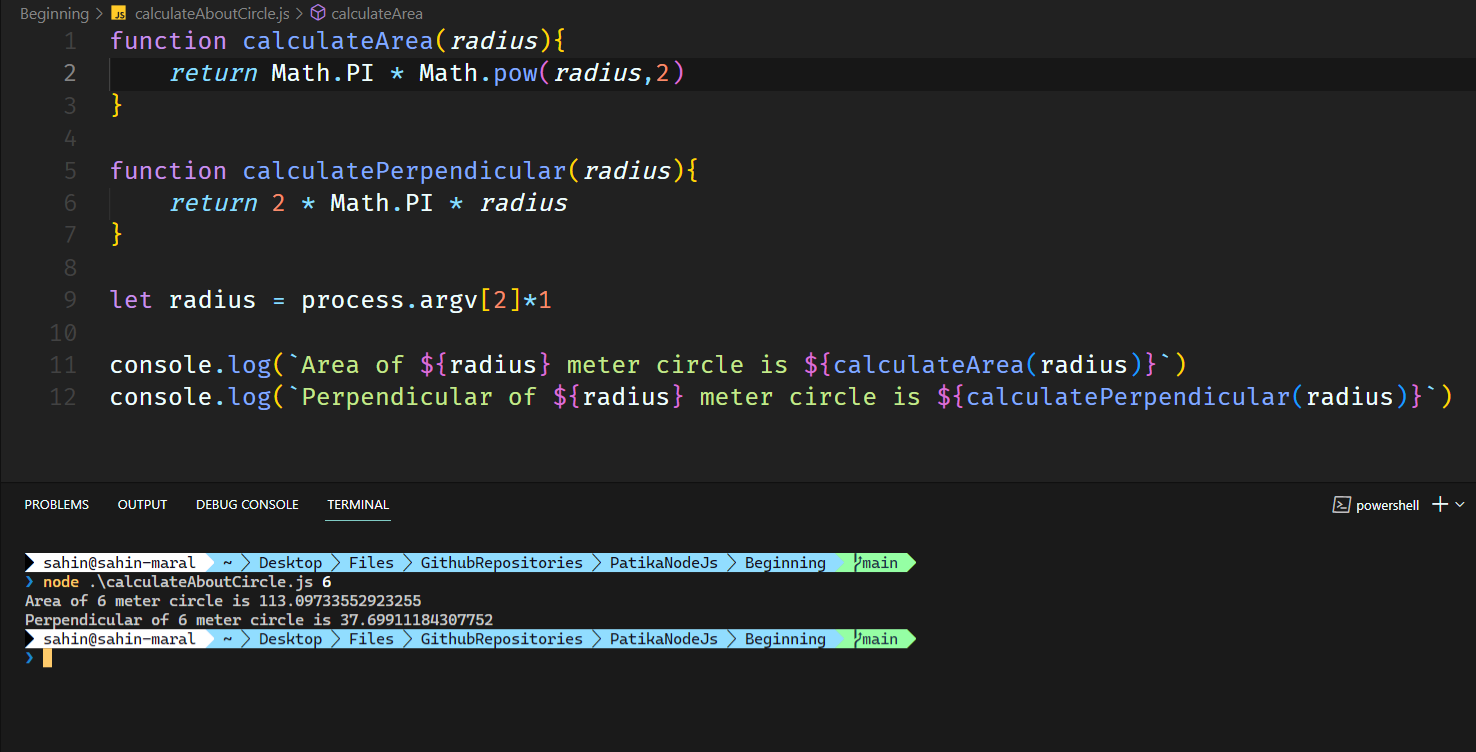 Beginning > JS calculateAboutCircle.js > calculateArea
1 function calculateArea(radius){
2     return Math.PI * Math.pow(radius,2)
3 }
4
5 function calculatePerpendicular(radius){
6     return 2 * Math.PI * radius
7 }
8
9 let radius = process.argv[2]*1
10
11 console.log(`Area of ${radius} meter circle is ${calculateArea(radius)}`)
12 console.log(`Perpendicular of ${radius} meter circle is ${calculatePerpendicular(radius)}`)
PROBLEMS OUTPUT DEBUG CONSOLE TERMINAL powershell
sahin@sahin-maral ~ > Desktop > Files > GithubRepositories > PatikaNodeJs > Beginning main
❯ node .\calculateAboutCircle.js 6
Area of 6 meter circle is 113.09733552923255
Perpendicular of 6 meter circle is 37.69911184307752
sahin@sahin-maral ~ > Desktop > Files > GithubRepositories > PatikaNodeJs > Beginning main
❯